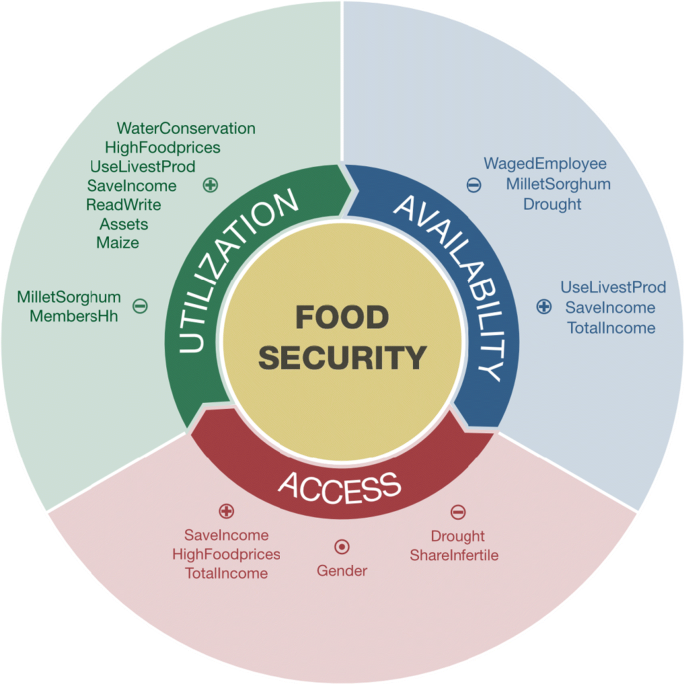 WaterConservation
HighFoodprices
UseLivestProd
SaveIncome
ReadWrite
Assets
Maize
MilletSorghum
MembersHh
UTILIZATION
WagedEmployee
MilletSorghum
Drought
UseLivestProd
SaveIncome
TotalIncome
AVAILABILITY
FOOD
SECURITY
ACCESS
SaveIncome
HighFoodprices
TotalIncome
Gender
Drought
ShareInfertile